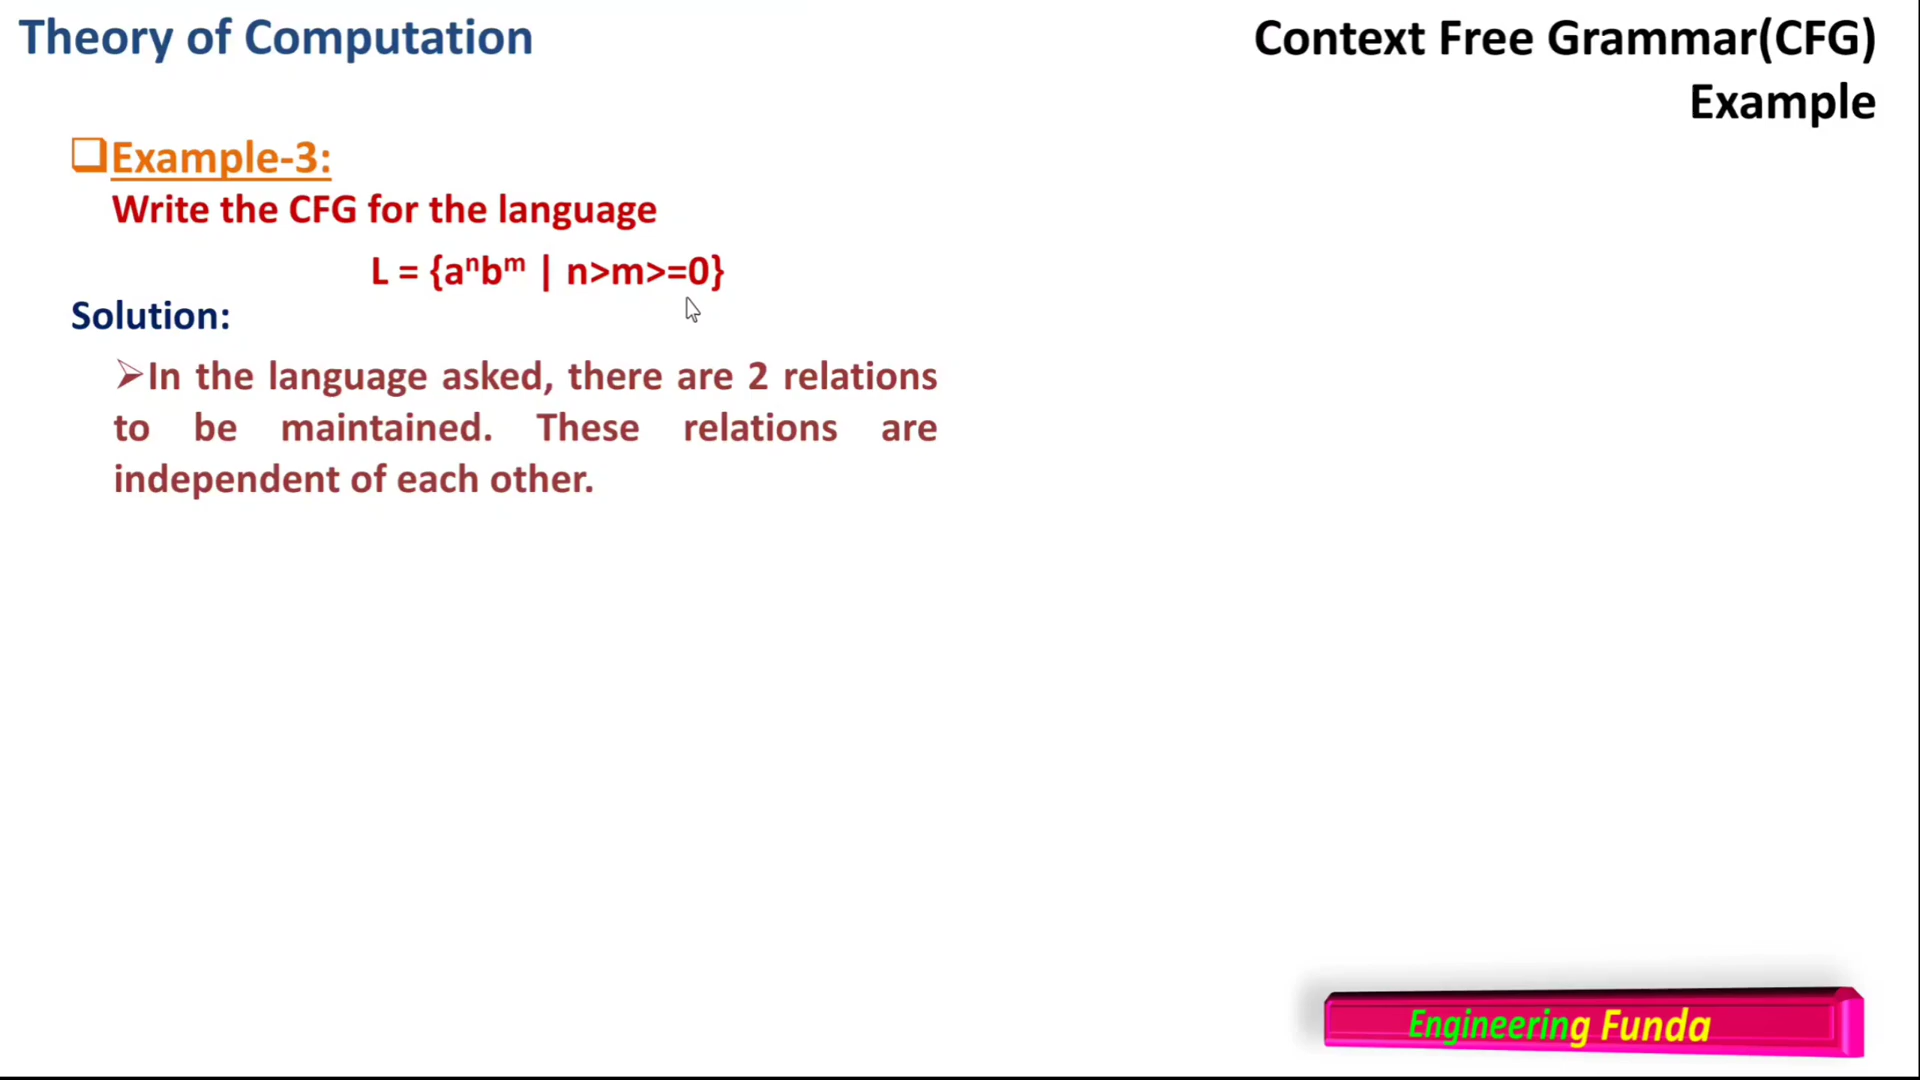 Theory of Computation
Context Free Grammar(CFG)
Example
Example-3:
Write the CFG for the language
L = {aⁿbᵐ | n>m>=0}
Solution:
➢In the language asked, there are 2 relations
to be maintained. These relations are
independent of each other.
Engineering Funda